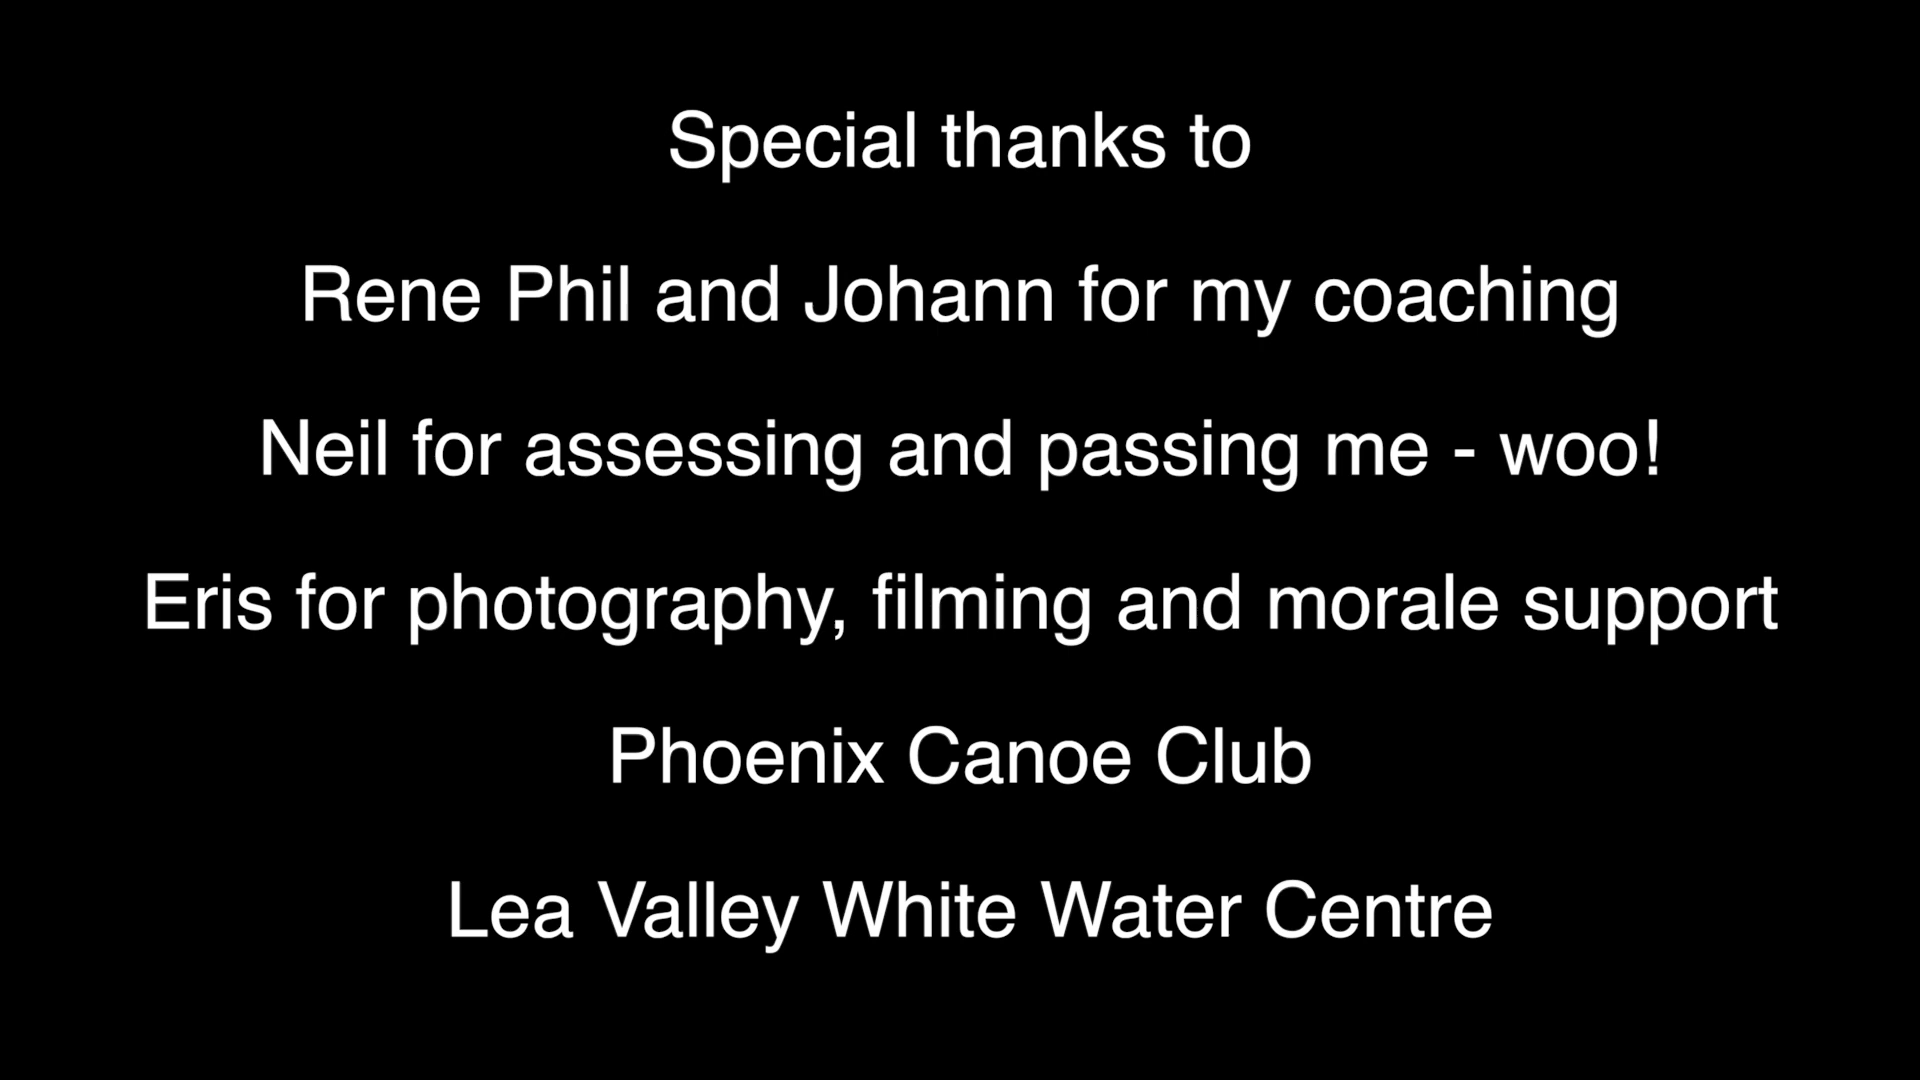 Special thanks to
Rene Phil and Johann for my coaching
Neil for assessing and passing me - woo!
Eris for photography, filming and morale support
Phoenix Canoe Club
Lea Valley White Water Centre